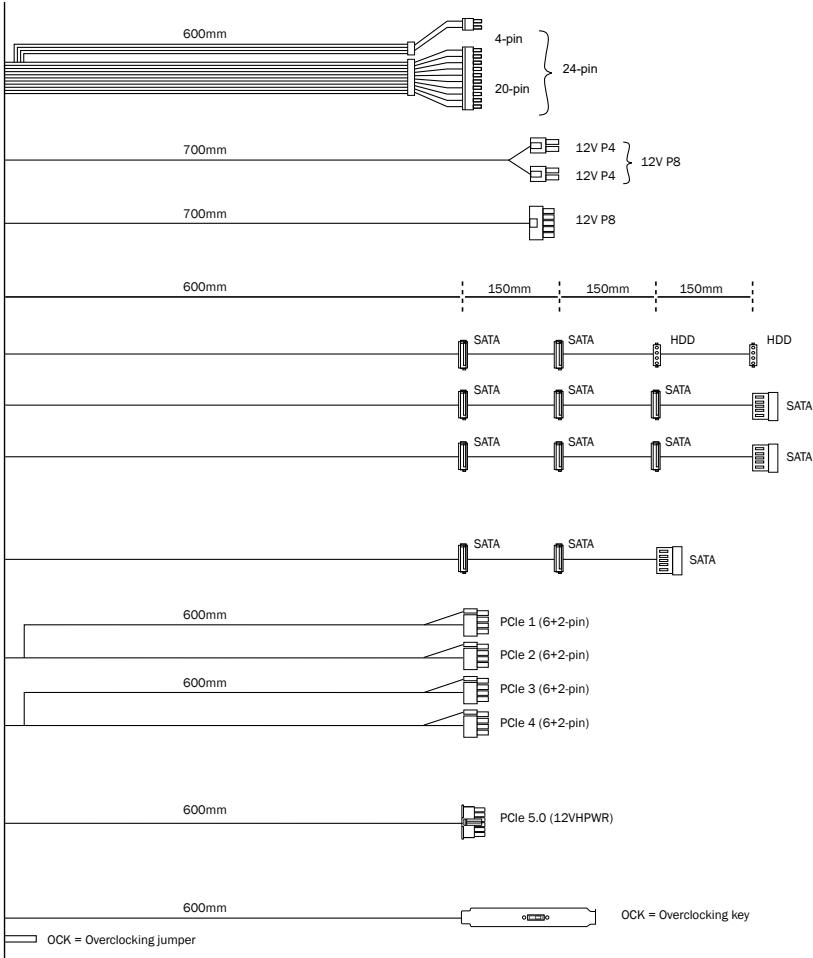 600mm
4-pin
24-pin
20-pin
700mm
12V P4
12V P8
12V P4
700mm
12V P8
600mm 150mm 150mm 150mm
SATA SATA HDD HDD
SATA SATA SATA
SATA
SATA SATA SATA
SATA
SATA SATA
SATA
600mm
PCIe 1 (6+2-pin)
PCIe 2 (6+2-pin)
600mm
PCIe 3 (6+2-pin)
PCIe 4 (6+2-pin)
600mm
PCIe 5.0 (12VHPWR)
600mm
OCK = Overclocking key
OCK = Overclocking jumper